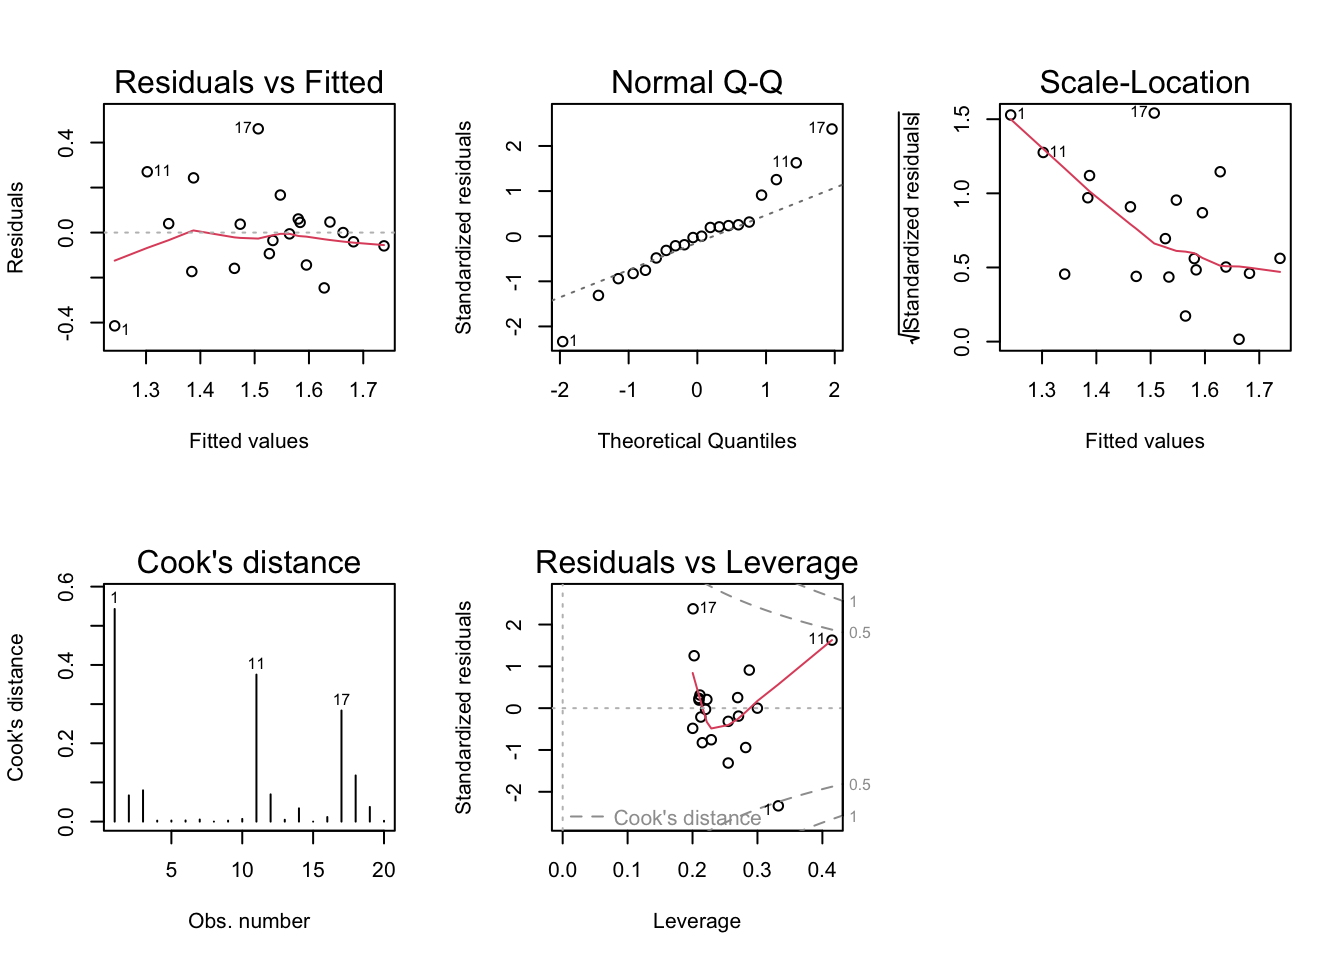 Residuals vs Fitted
Residuals
0.4
0.0
-0.4
17
11
1
1.3 1.4 1.5 1.6 1.7
Fitted values
Normal Q-Q
Standardized residuals
2
1
0
-1
-2
17
11
1
-2 -1 0 1 2
Theoretical Quantiles
Scale-Location
√|Standardized residuals|
1.5
1.0
0.5
0.0
1
17
11
1.3 1.4 1.5 1.6 1.7
Fitted values
Cook's distance
Cook's distance
0.6
0.4
0.2
0.0
1
11
17
5 10 15 20
Obs. number
Residuals vs Leverage
Standardized residuals
2
1
0
-1
-2
17
11
1
1
0.5
0.5
1
Cook's distance
0.0 0.1 0.2 0.3 0.4
Leverage